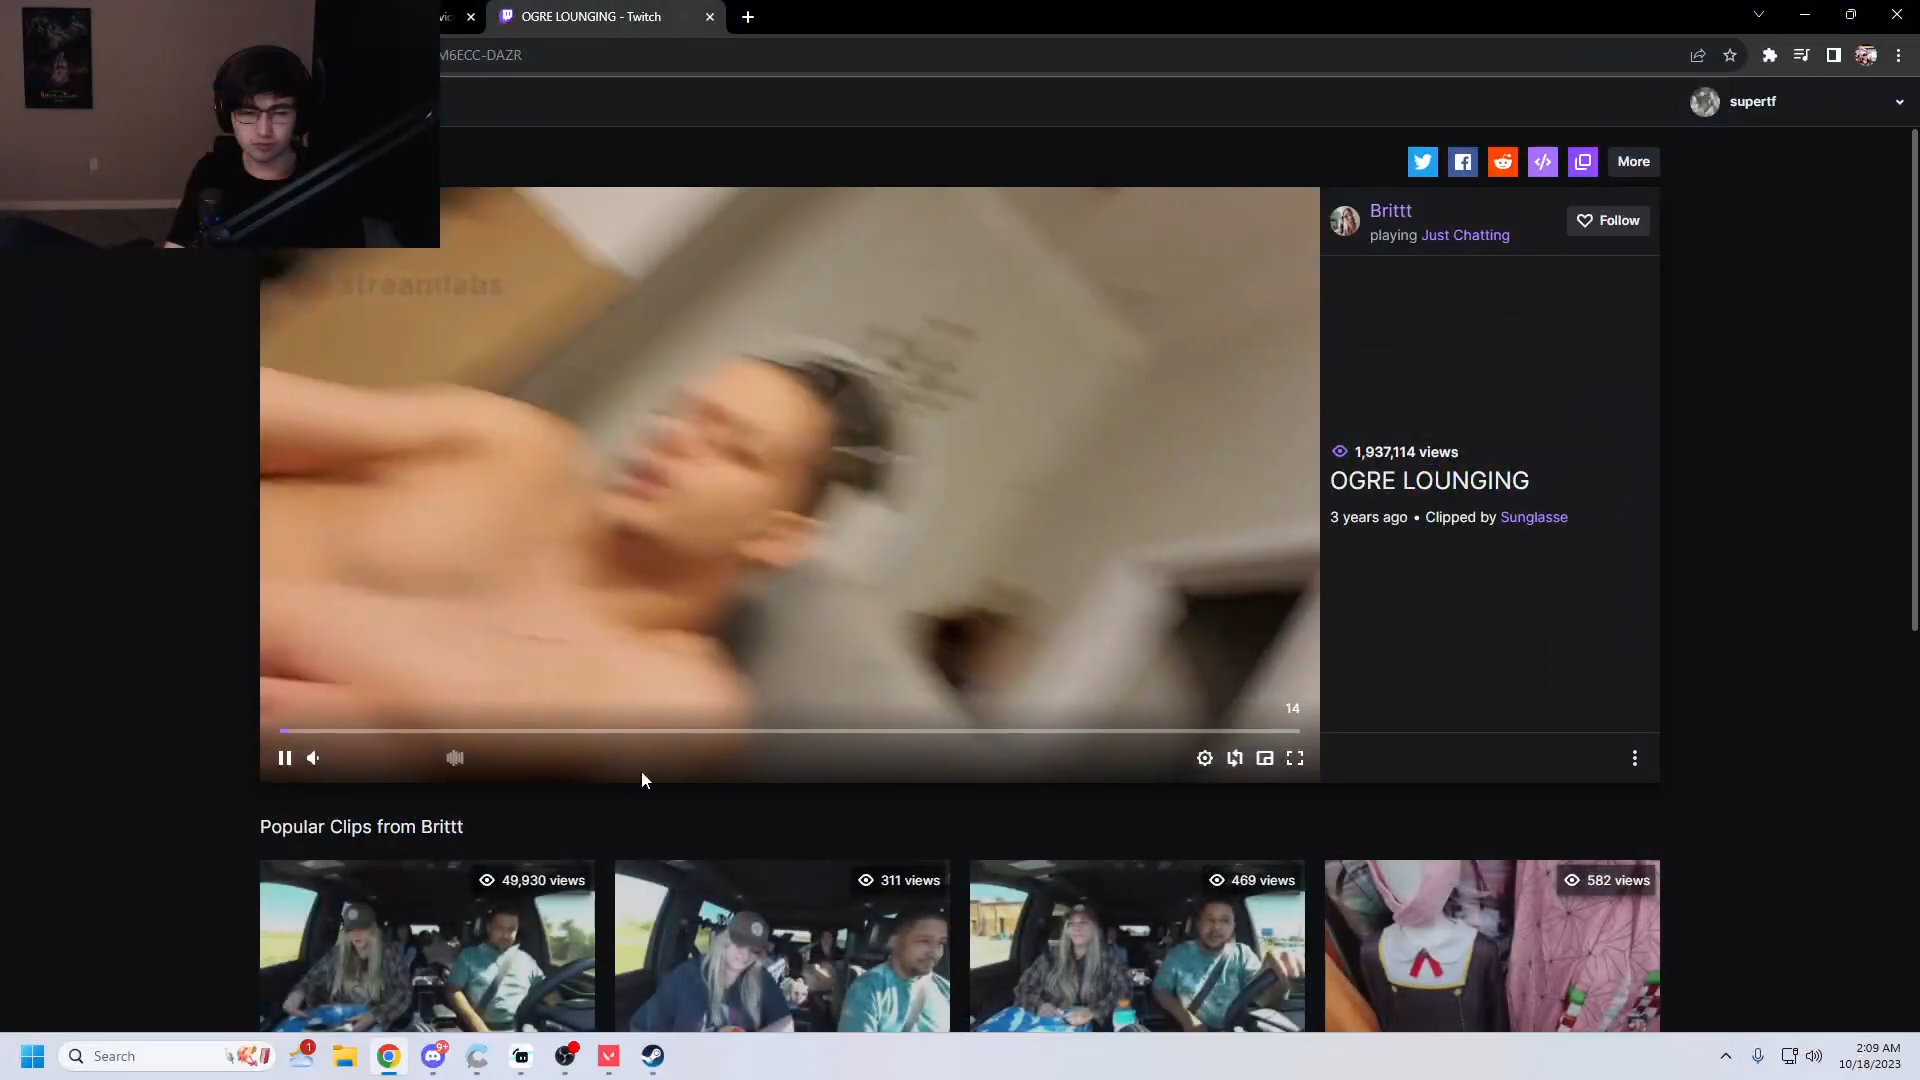 OGRE LOUNGING - Twitch
M6ECC-DAZR
supertf
More
streamlabs
Brittt
playing Just Chatting
Follow
1,937,114 views
OGRE LOUNGING
3 years ago • Clipped by Sunglasse
14
Popular Clips from Brittt
49,930 views
311 views
469 views
582 views
Search
1
9+
2:09 AM
10/18/2023